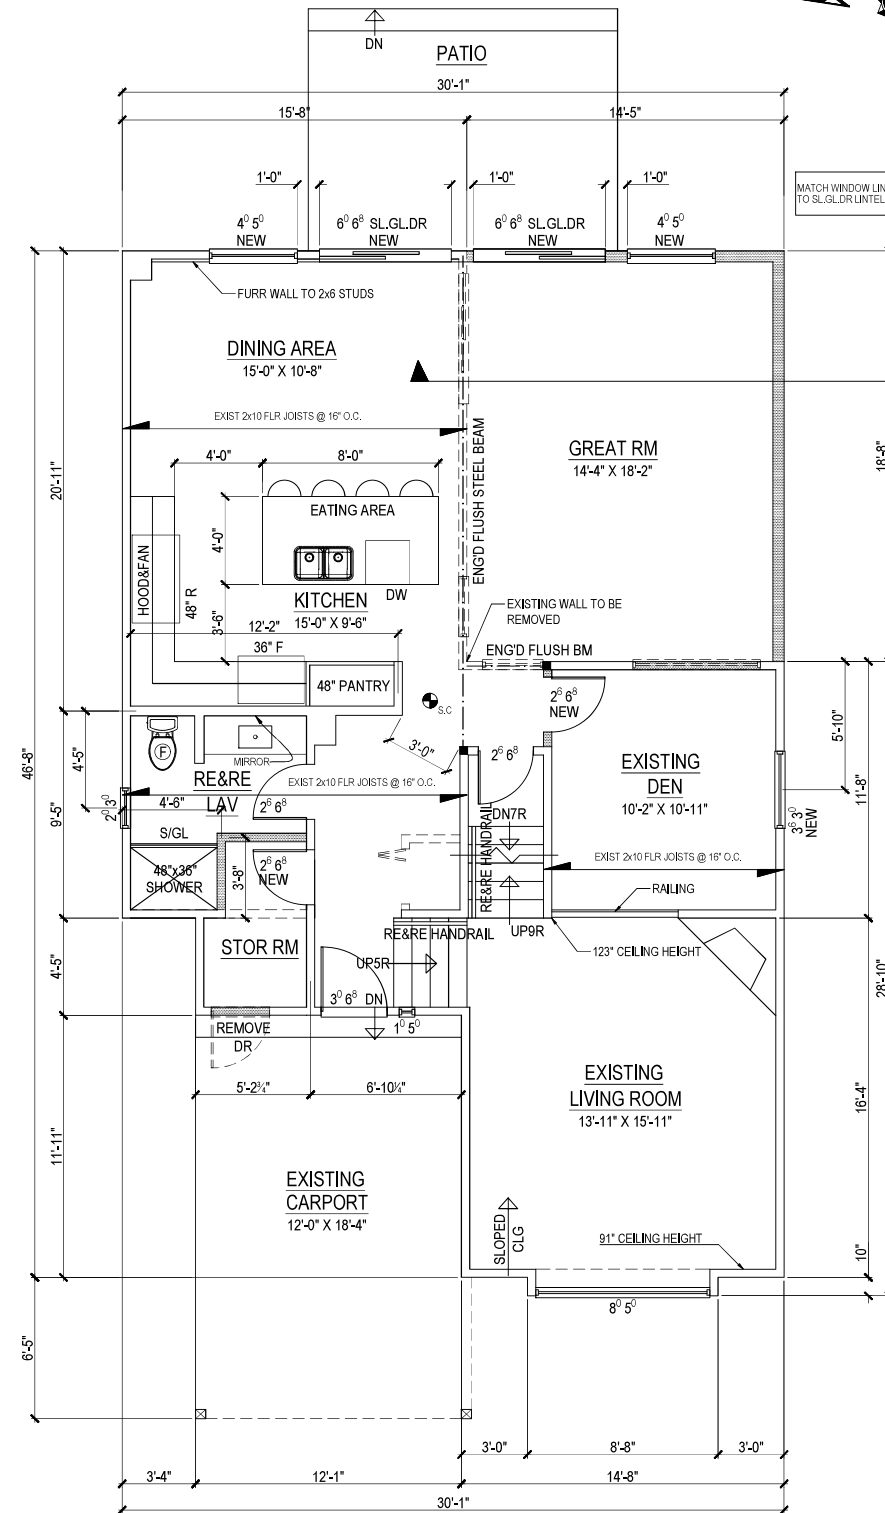 DN
PATIO
30'-1"
15'-8"
14'-5"
1'-0"
1'-0"
1'-0"
MATCH WINDOW LIN
TO SL.GL.DR LINTEL
4⁰ 5⁰
NEW
6⁰ 6⁸ SL.GL.DR
NEW
6⁰ 6⁸ SL.GL.DR
NEW
4⁰ 5⁰
NEW
FURR WALL TO 2x6 STUDS
DINING AREA
15'-0" X 10'-8"
EXIST 2x10 FLR JOISTS @ 16" O.C.
ENG'D FLUSH STEEL BEAM
GREAT RM
14'-4" X 18'-2"
18'-8"
20'-11"
4'-0"
8'-0"
EATING AREA
4'-0"
HOOD&FAN
48" R
DW
KITCHEN
15'-0" X 9'-6"
3'-6"
12'-2"
36" F
48" PANTRY
EXISTING WALL TO BE
REMOVED
ENG'D FLUSH BM
S.C
3'-0"
2⁶ 6⁸
NEW
2⁶ 6⁸
EXISTING
DEN
10'-2" X 10'-11"
5'-10"
11'-8"
3⁶ 3⁰
NEW
46'-8"
4'-5"
9'-5"
F
MIRROR
RE&RE
LAV
EXIST 2x10 FLR JOISTS @ 16" O.C.
2⁰ 3⁰
4'-6"
2⁶ 6⁸
S/GL
48"x36"
SHOWER
3'-8"
2⁶ 6⁸
NEW
DN7R
RE&RE HANDRAIL
EXIST 2x10 FLR JOISTS @ 16" O.C.
RAILING
UP9R
RE&RE HANDRAIL
123" CEILING HEIGHT
STOR RM
UP5R
4'-5"
28'-10"
3⁰ 6⁸
DN
1⁰ 5⁰
REMOVE
DR
5'-2¾"
6'-10¼"
EXISTING
LIVING ROOM
13'-11" X 15'-11"
16'-4"
11'-11"
EXISTING
CARPORT
12'-0" X 18'-4"
SLOPED
CLG
91" CEILING HEIGHT
10"
8⁰ 5⁰
6'-5"
3'-0"
8'-8"
3'-0"
3'-4"
12'-1"
14'-8"
30'-1"